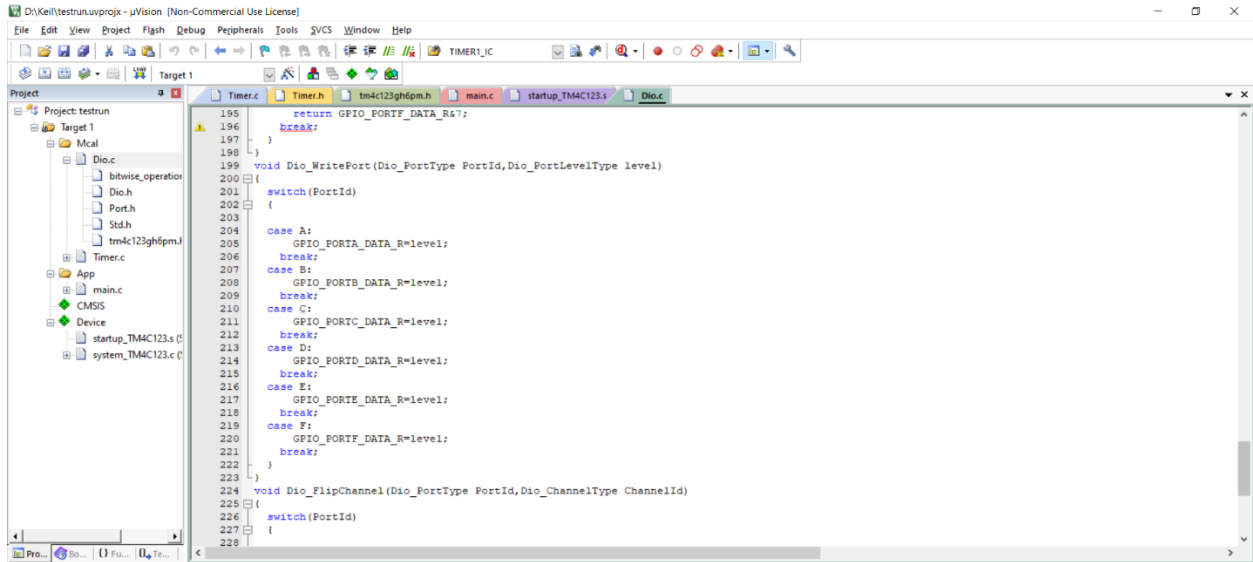 D:\Keil\testrun.uvprojx - µVision [Non-Commercial Use License]
File Edit View Project Flash Debug Peripherals Tools SVCS Window Help
TIMER1_IC
Target 1
Project
Timer.c Timer.h tm4c123gh6pm.h main.c startup_TM4C123.s Dio.c
Project: testrun
Target 1
Mcal
Dio.c
bitwise_operation
Dio.h
Port.h
Std.h
tm4c123gh6pm.h
Timer.c
App
main.c
CMSIS
Device
startup_TM4C123.s (S
system_TM4C123.c (S
Pro... Bo... {} Fu... 0 Te...
195 return GPIO_PORTF_DATA_R&7;
196 break;
197 }
198 }
199 void Dio_WritePort(Dio_PortType PortId,Dio_PortLevelType level)
200 {
201 switch(PortId)
202 {
203
204 case A:
205 GPIO_PORTA_DATA_R=level;
206 break;
207 case B:
208 GPIO_PORTB_DATA_R=level;
209 break;
210 case C:
211 GPIO_PORTC_DATA_R=level;
212 break;
213 case D:
214 GPIO_PORTD_DATA_R=level;
215 break;
216 case E:
217 GPIO_PORTE_DATA_R=level;
218 break;
219 case F:
220 GPIO_PORTF_DATA_R=level;
221 break;
222 }
223 }
224 void Dio_FlipChannel(Dio_PortType PortId,Dio_ChannelType ChannelId)
225 {
226 switch(PortId)
227 {
228